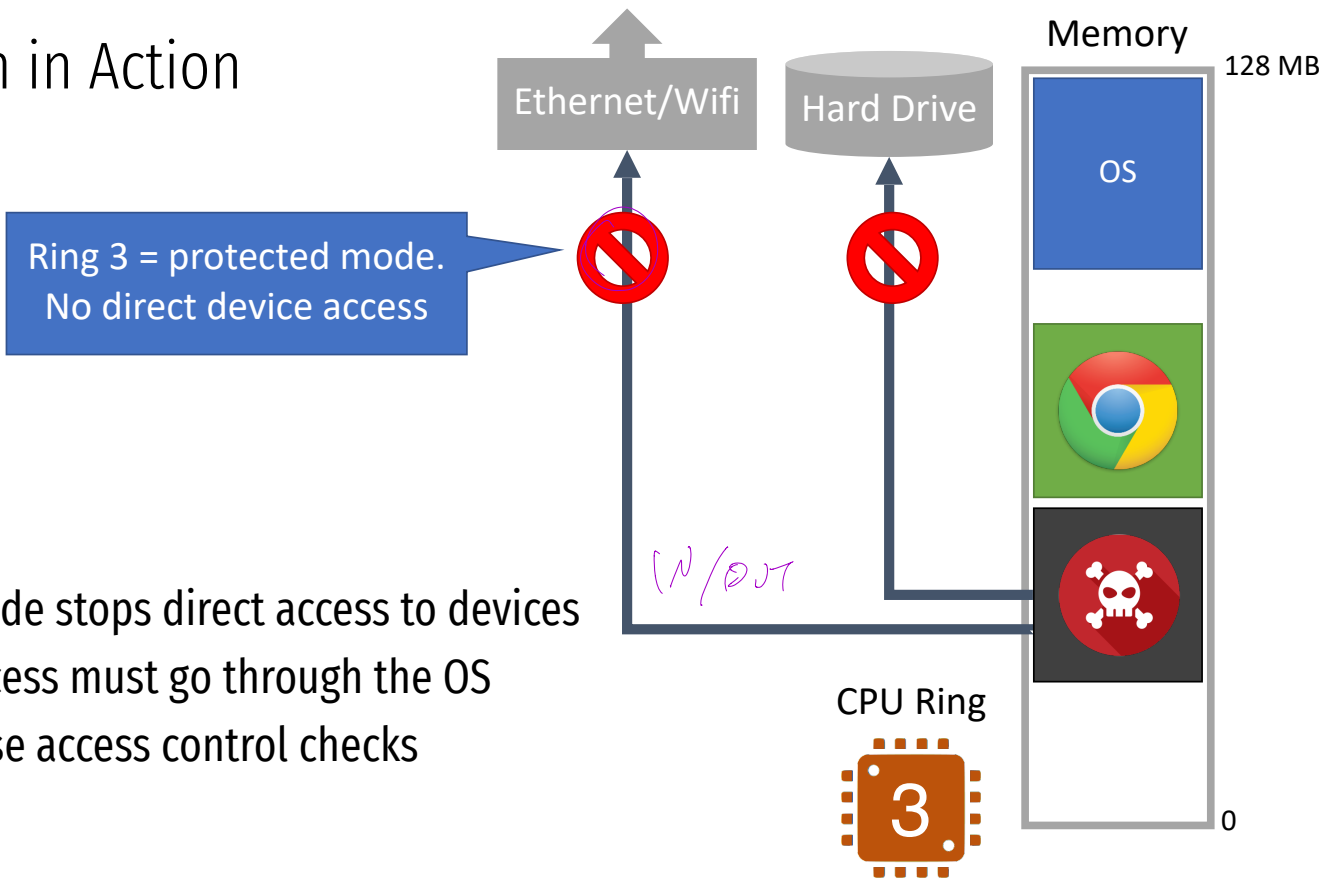 n in Action
Memory
128 MB
Ethernet/Wifi
Hard Drive
OS
Ring 3 = protected mode.
No direct device access
IN/OUT
de stops direct access to devices
cess must go through the OS
se access control checks
CPU Ring
3
0